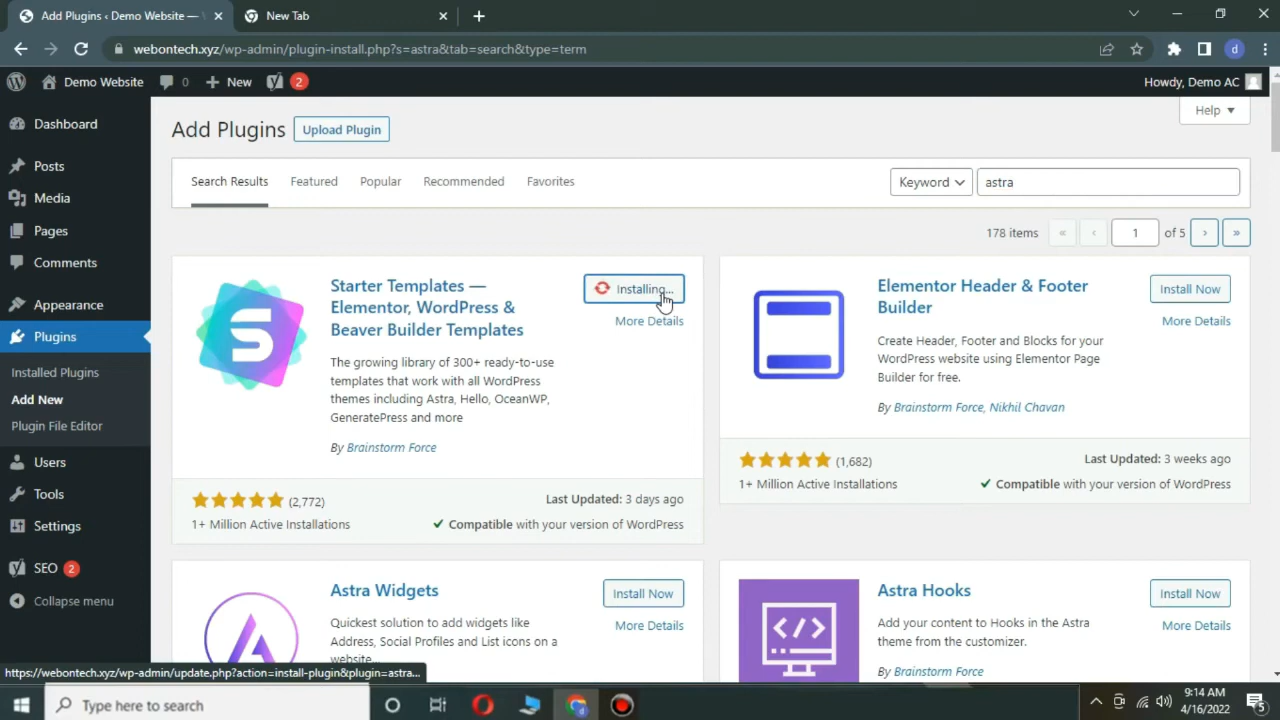 Add Plugins ‹ Demo Website —
New Tab
webontech.xyz/wp-admin/plugin-install.php?s=astra&tab=search&type=term
d
Demo Website
0
New
2
Howdy, Demo AC
Dashboard
Posts
Media
Pages
Comments
Appearance
Plugins
Installed Plugins
Add New
Plugin File Editor
Users
Tools
Settings
SEO 2
Collapse menu
Help
Add Plugins
Upload Plugin
Search Results
Featured
Popular
Recommended
Favorites
Keyword
astra
178 items
«
‹
1
of 5
›
»
Starter Templates —
Elementor, WordPress &
Beaver Builder Templates
Installing...
More Details
The growing library of 300+ ready-to-use
templates that work with all WordPress
themes including Astra, Hello, OceanWP,
GeneratePress and more
By Brainstorm Force
(2,772)
1+ Million Active Installations
Last Updated: 3 days ago
Compatible with your version of WordPress
Elementor Header & Footer
Builder
Install Now
More Details
Create Header, Footer and Blocks for your
WordPress website using Elementor Page
Builder for free.
By Brainstorm Force, Nikhil Chavan
(1,682)
1+ Million Active Installations
Last Updated: 3 weeks ago
Compatible with your version of WordPress
Astra Widgets
Install Now
More Details
Quickest solution to add widgets like
Address, Social Profiles and List icons on a
website.
Astra Hooks
Install Now
More Details
Add your content to Hooks in the Astra
theme from the customizer.
By Brainstorm Force
</>
https://webontech.xyz/wp-admin/update.php?action=install-plugin&plugin=astra...
Type here to search
9:14 AM
4/16/2022
5